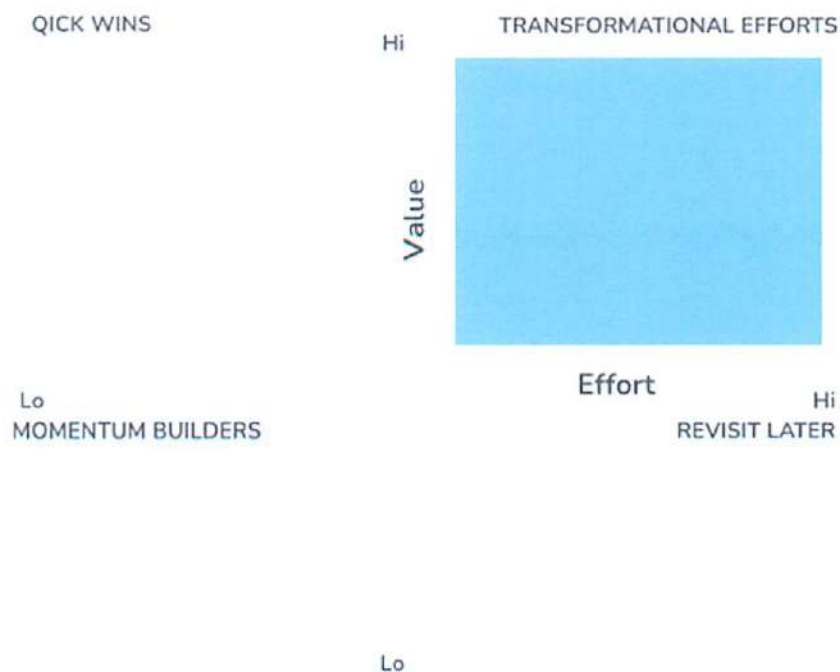 QICK WINS
Hi
TRANSFORMATIONAL EFFORTS
Value
Effort
Lo
Hi
MOMENTUM BUILDERS
REVISIT LATER
Lo